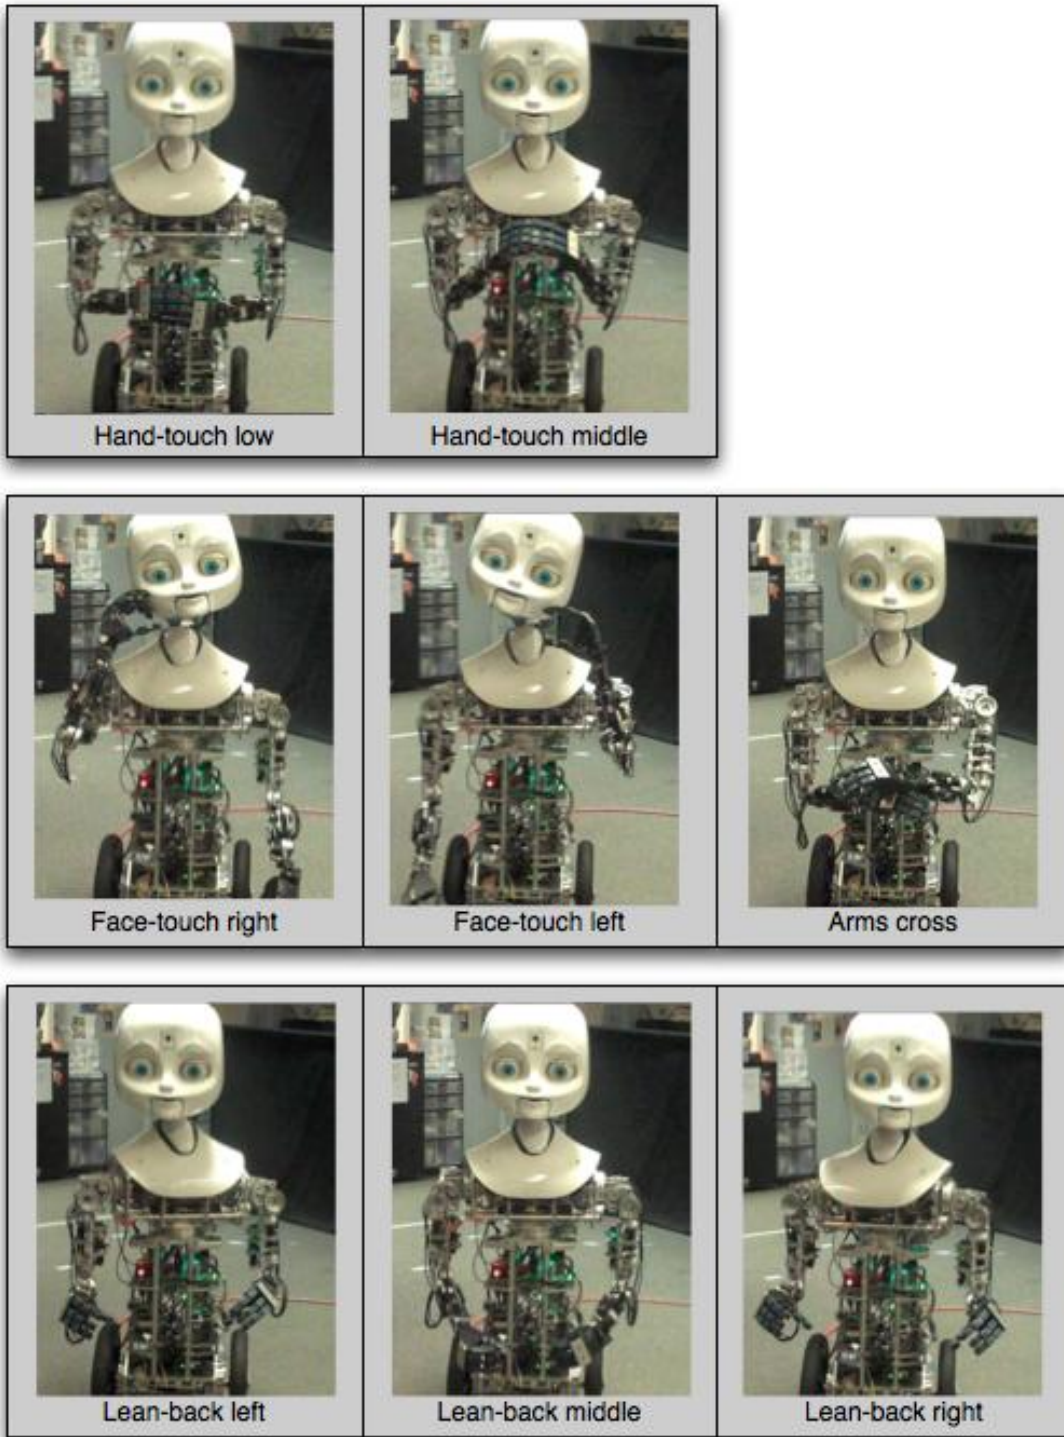 Hand-touch low
Hand-touch middle
Face-touch right
Face-touch left
Arms cross
Lean-back left
Lean-back middle
Lean-back right